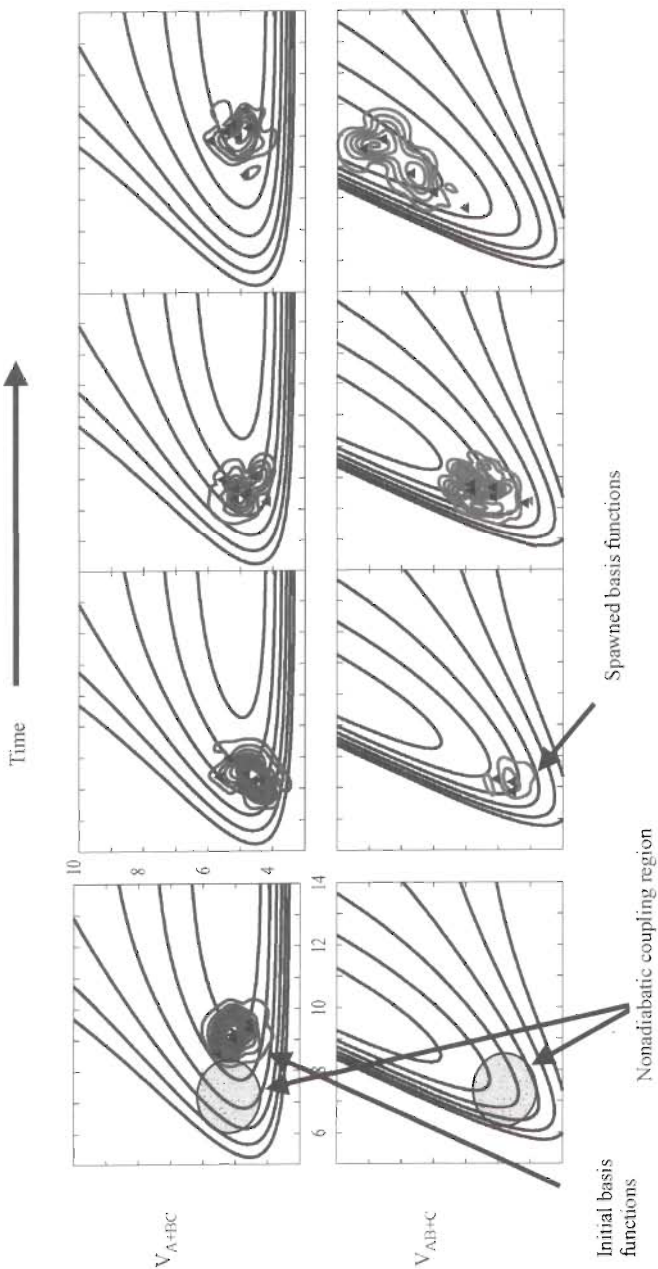 Time
V_A+BC
10
8
6
4
6
8
10
12
14
V_AB+C
Initial basis
functions
Nonadiabatic coupling region
Spawned basis functions